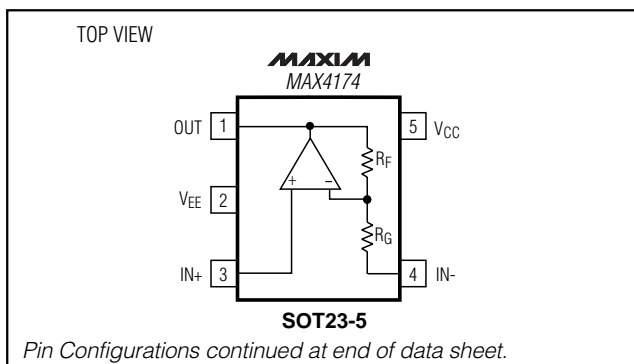 TOP VIEW
MAXIM
MAX4174
OUT 1
5 VCC
RF
+ −
VEE 2
RG
IN+ 3
4 IN-
SOT23-5
Pin Configurations continued at end of data sheet.